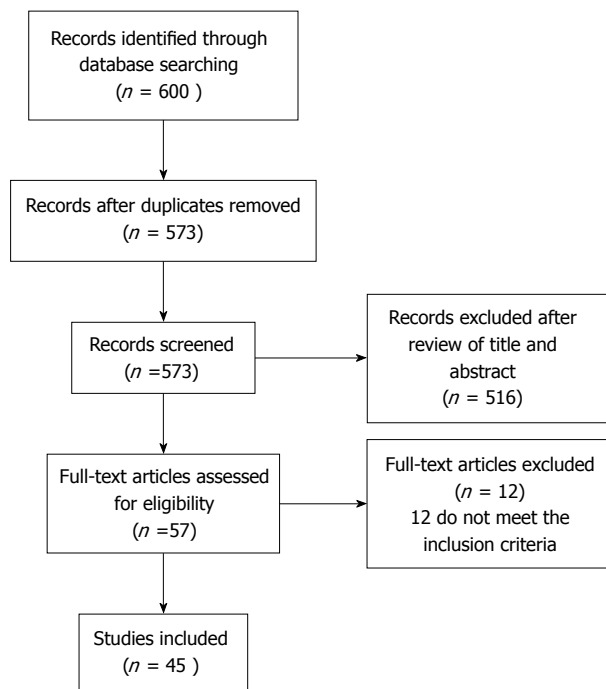 Records identified through
database searching
(n = 600 )
Records after duplicates removed
(n = 573)
Records screened
(n =573)
Records excluded after
review of title and
abstract
(n = 516)
Full-text articles assessed
for eligibility
(n =57)
Full-text articles excluded
(n = 12)
12 do not meet the
inclusion criteria
Studies included
(n = 45 )